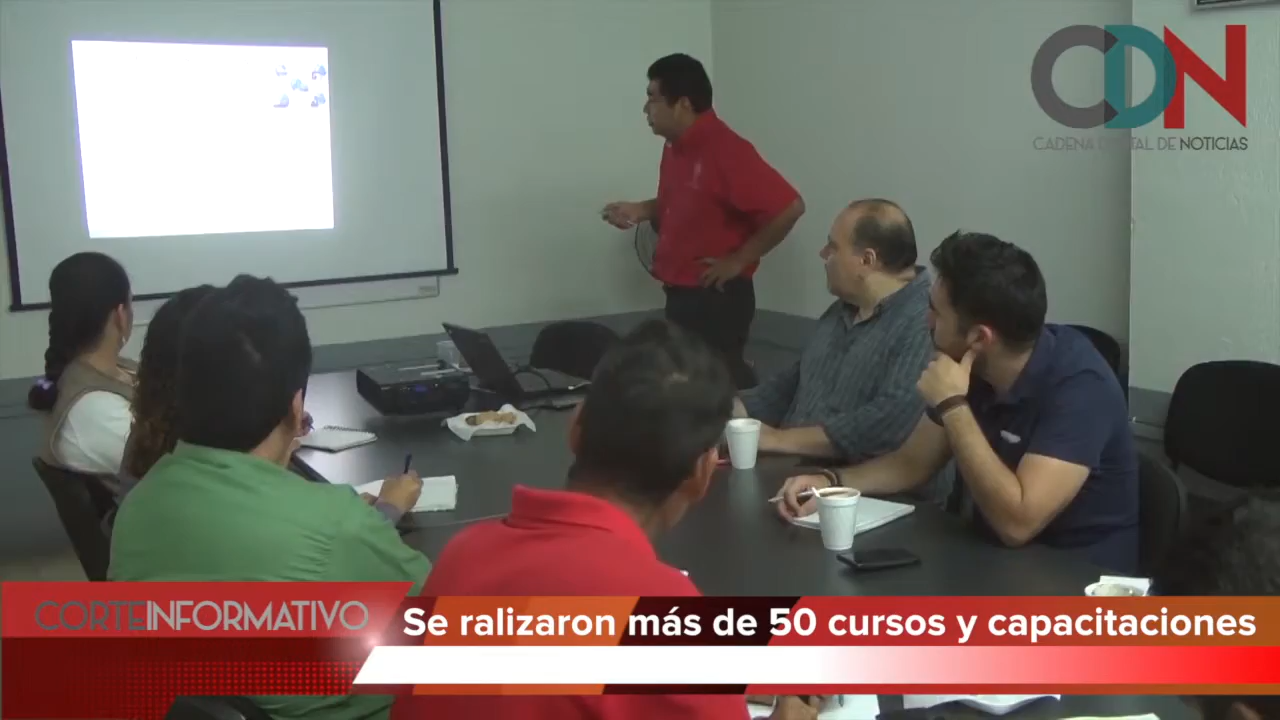 CDN
CADENA DIGITAL DE NOTICIAS
CORTEINFORMATIVO
Se ralizaron más de 50 cursos y capacitaciones